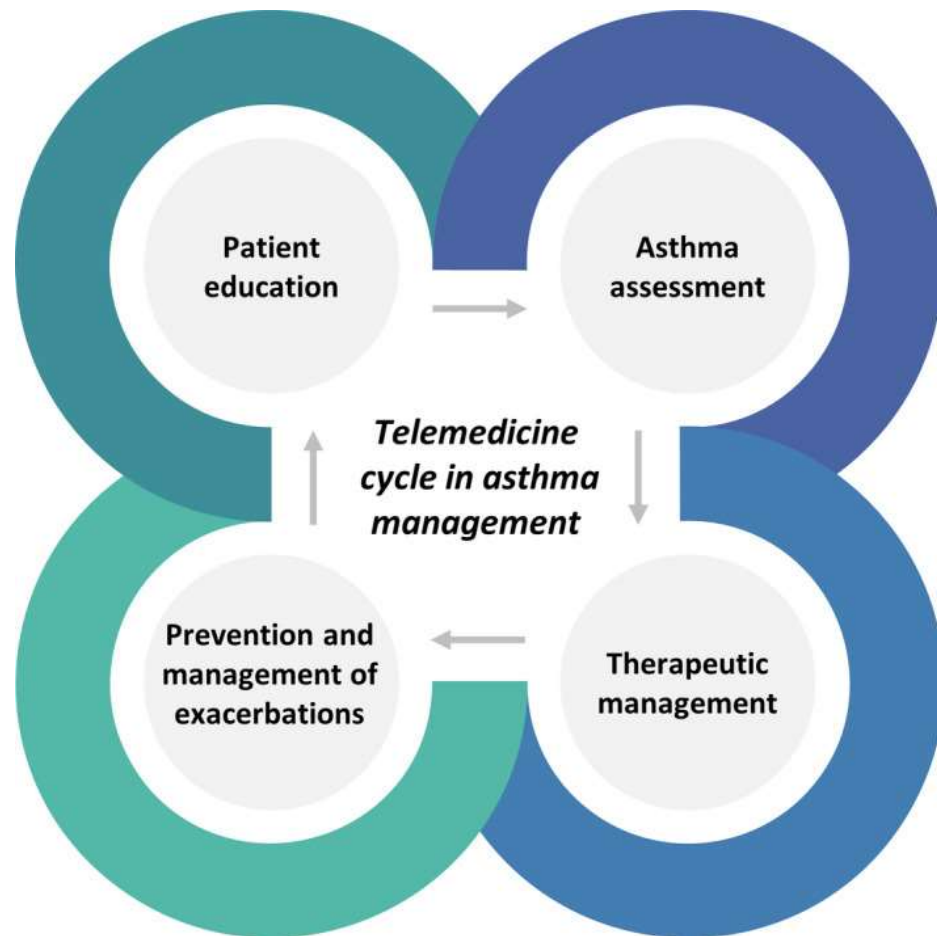 Patient
education
Asthma
assessment
Telemedicine
cycle in asthma
management
Prevention and
management of
exacerbations
Therapeutic
management